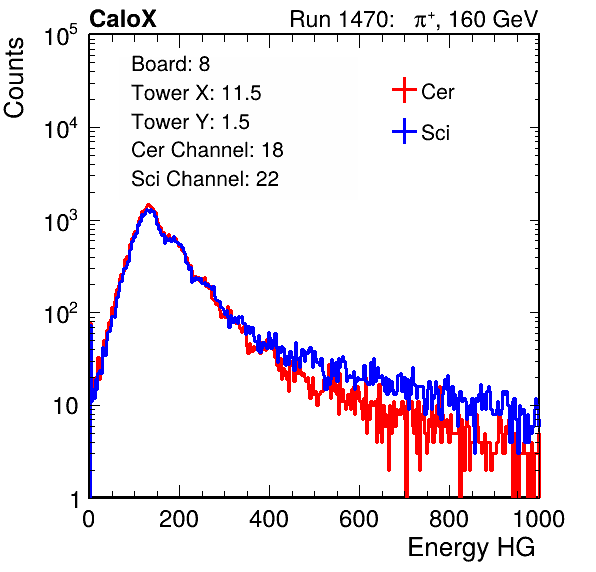 CaloX Run 1470: π⁺, 160 GeV
Counts
10⁵
10⁴
10³
10²
10
1
Board: 8
Tower X: 11.5
Tower Y: 1.5
Cer Channel: 18
Sci Channel: 22
Cer
Sci
0 200 400 600 800 1000
Energy HG